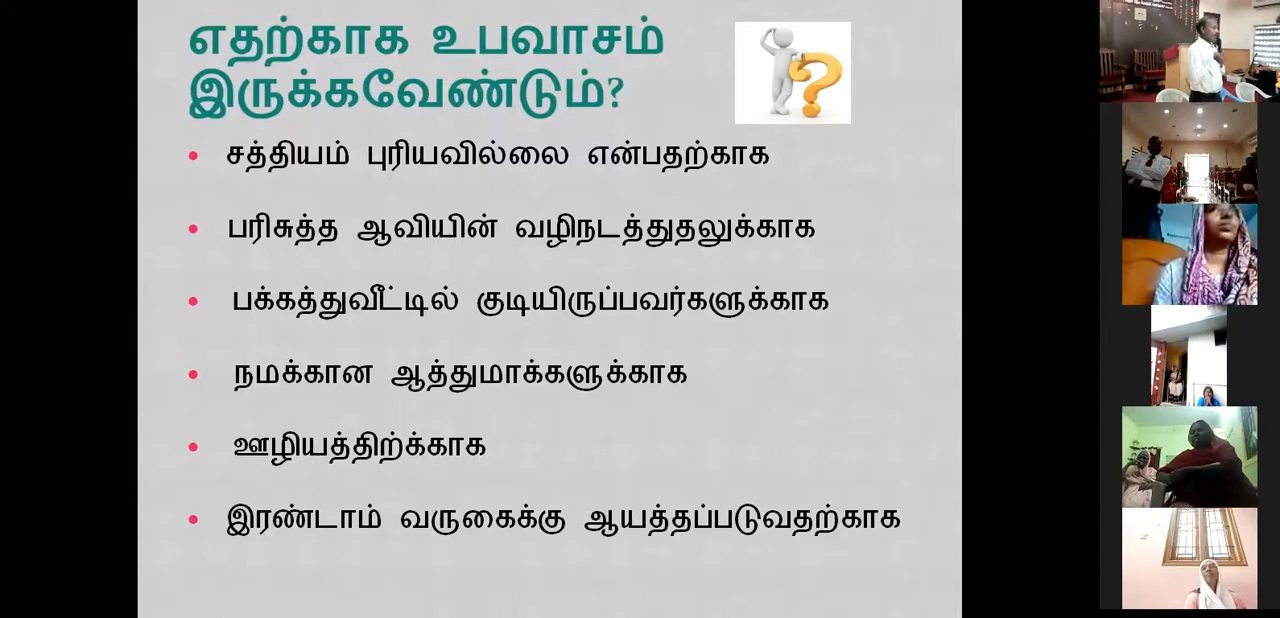 எதற்காக உபவாசம்
இருக்கவேண்டும்?
• சத்தியம் புரியவில்லை என்பதற்காக
• பரிசுத்த ஆவியின் வழிநடத்துதலுக்காக
• பக்கத்துவீட்டில் குடியிருப்பவர்களுக்காக
• நமக்கான ஆத்துமாக்களுக்காக
• ஊழியத்திற்க்காக
• இரண்டாம் வருகைக்கு ஆயத்தப்படுவதற்காக